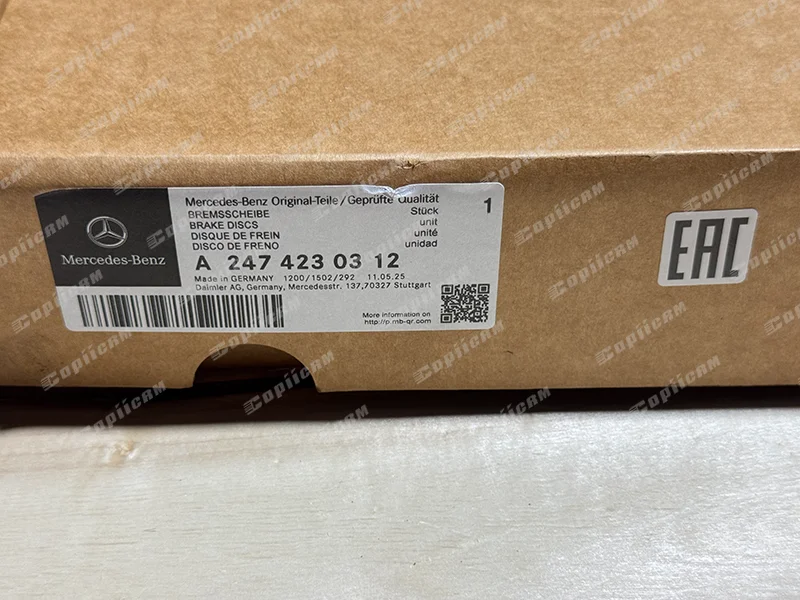 Mercedes-Benz
Mercedes-Benz Original-Teile/Geprüfte Qualität
BREMSSCHEIBE Stück 1
BRAKE DISCS unit
DISQUE DE FREIN unité
DISCO DE FRENO unidad
A 247 423 03 12
Made in GERMANY 1200/1502/292 11.05.25
Daimler AG, Germany, Mercedesstr. 137,70327 Stuttgart
More information on
http://p.mb-qr.com
EAC
Copiicam